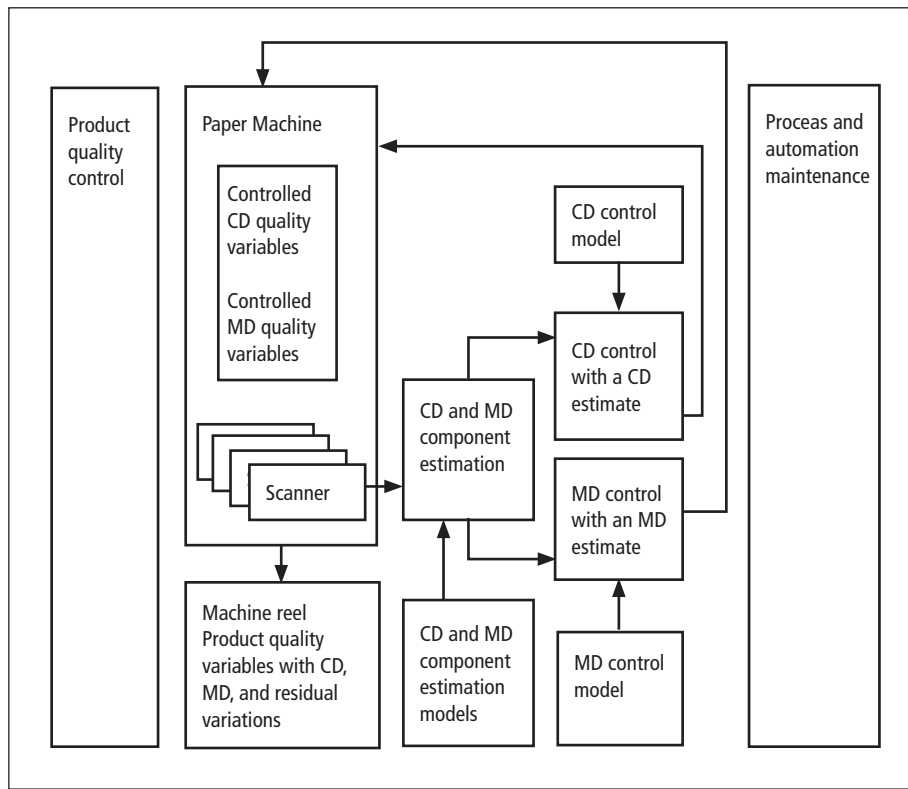 Product
quality
control
Paper Machine
Controlled
CD quality
variables
Controlled
MD quality
variables
Scanner
Machine reel
Product quality
variables with CD,
MD, and residual
variations
CD and MD
component
estimation
CD and MD
component
estimation
models
CD control
model
CD control
with a CD
estimate
MD control
with an MD
estimate
MD control
model
Proceas and
automation
maintenance